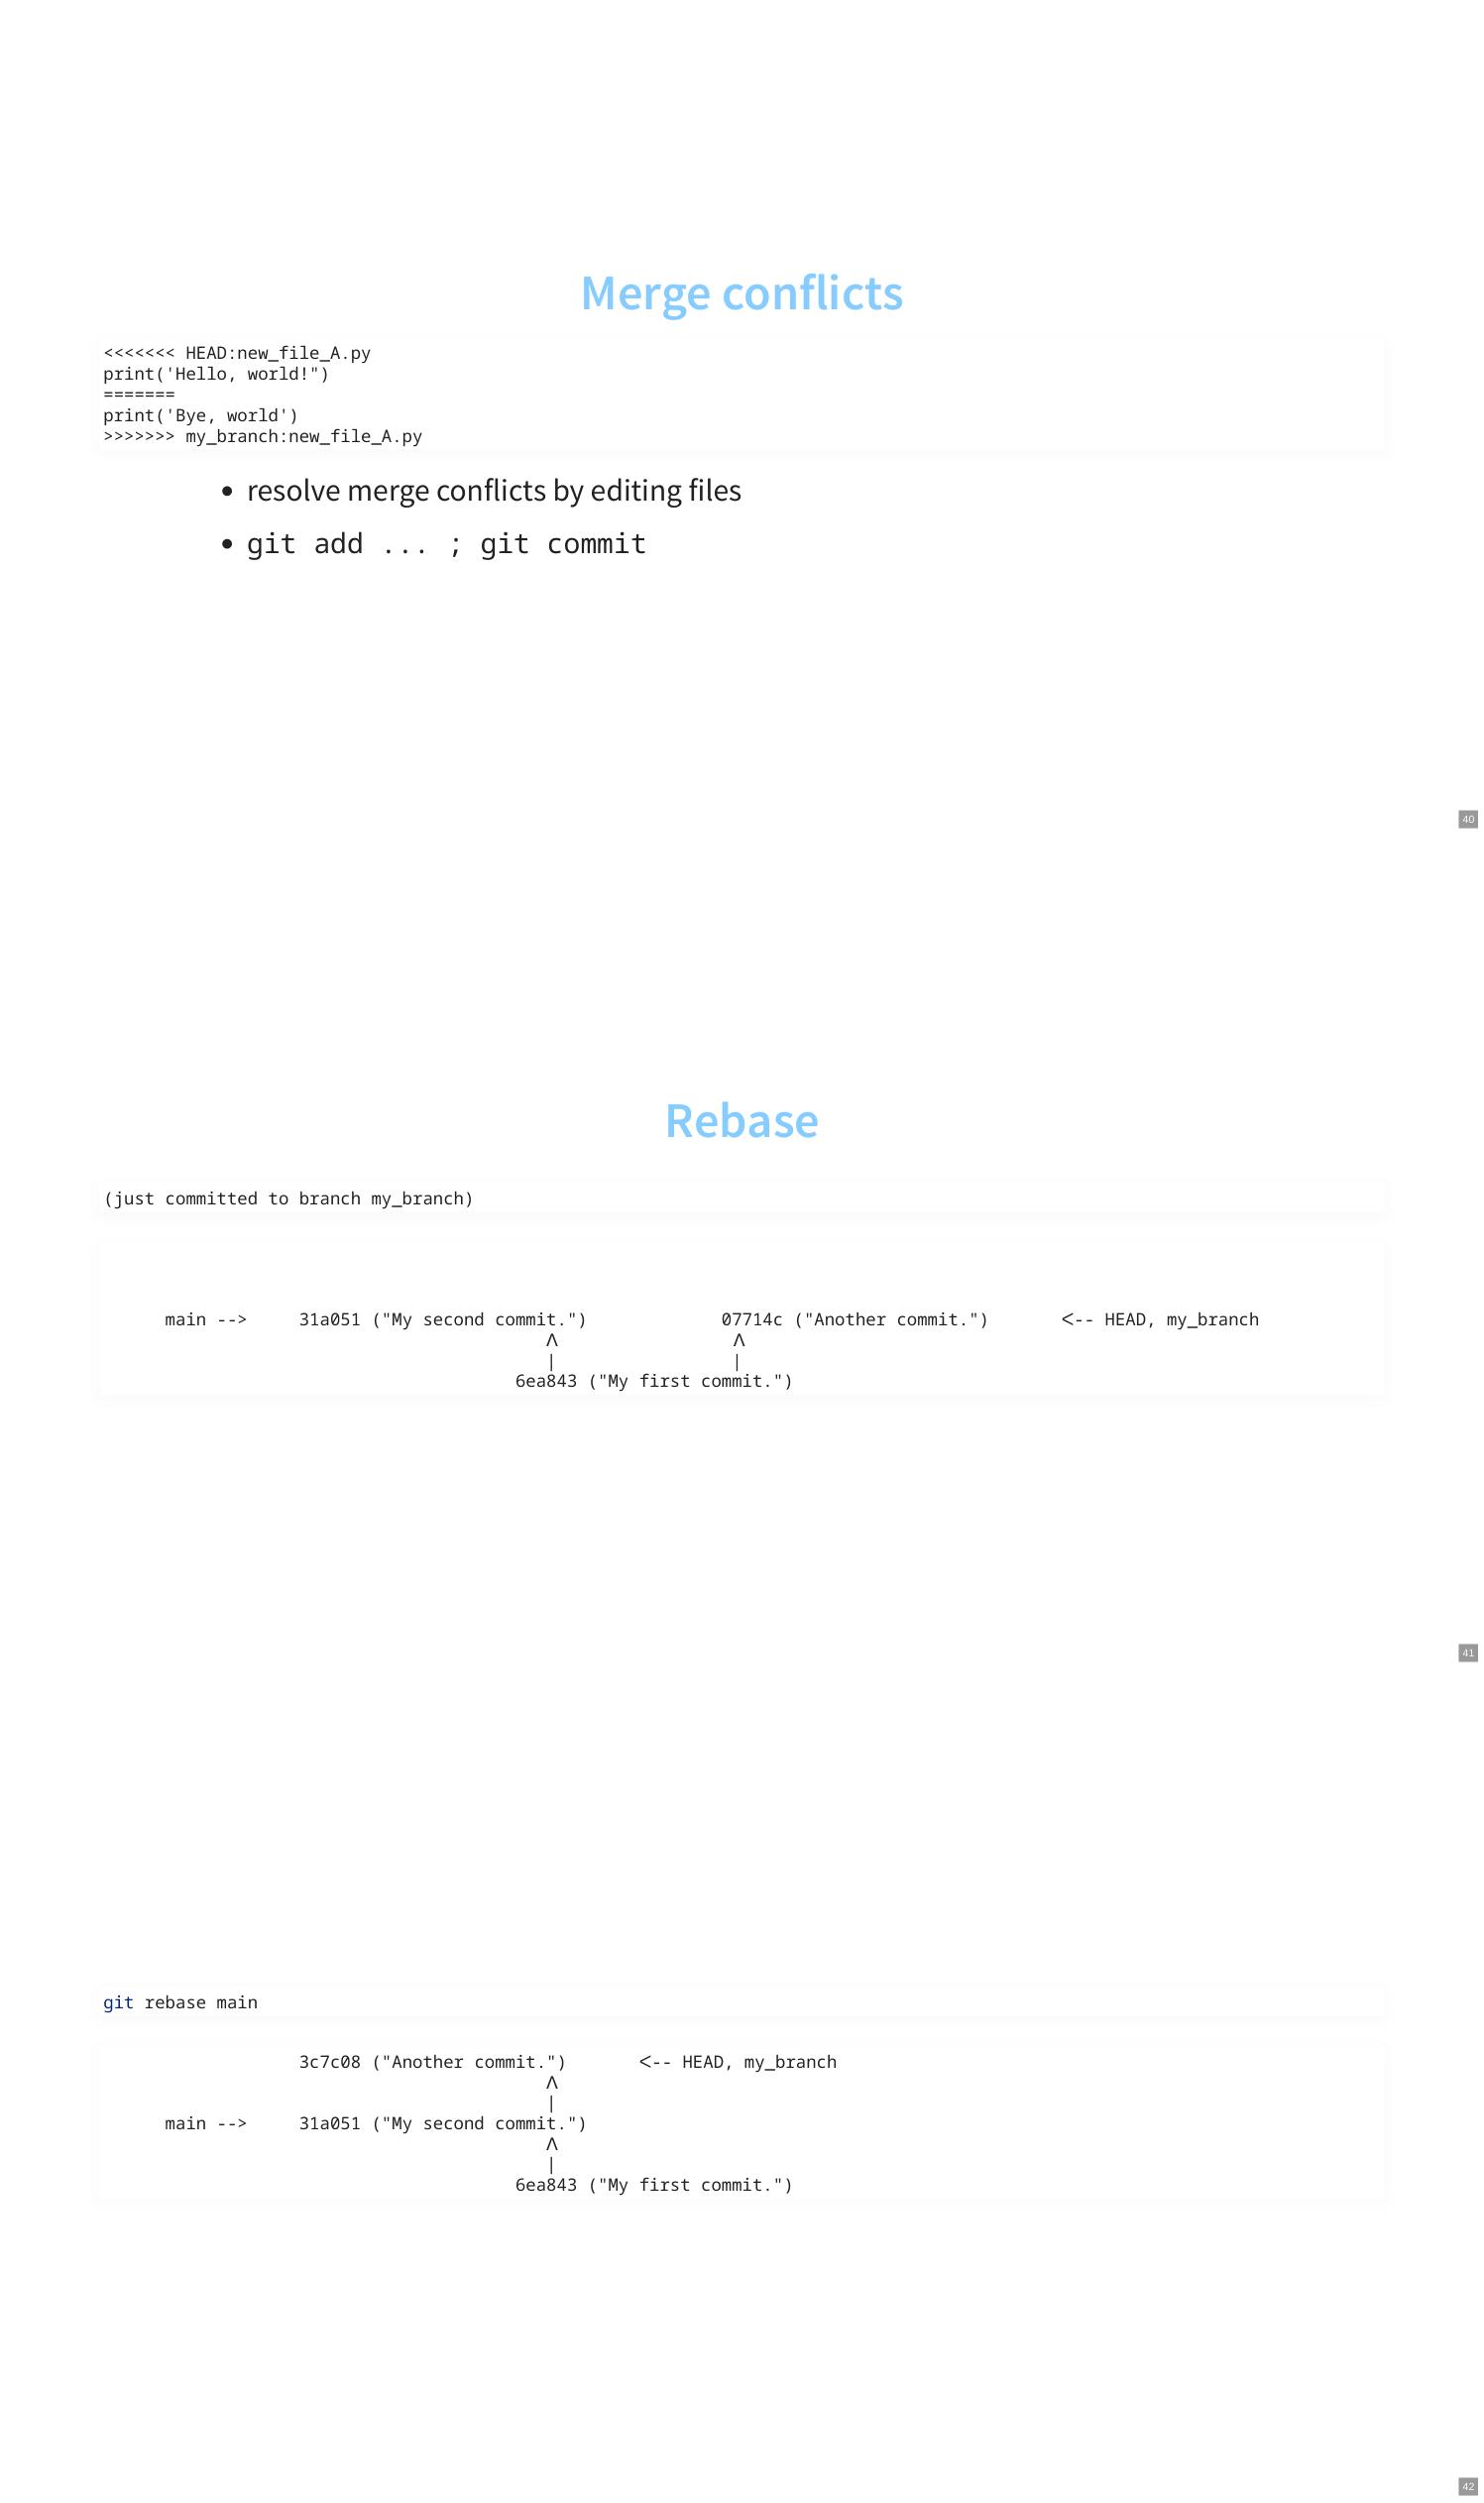 Merge conflicts
<<<<<<< HEAD:new_file_A.py
print('Hello, world!")
=======
print('Bye, world')
>>>>>>> my_branch:new_file_A.py
• resolve merge conflicts by editing files
• git add ... ; git commit
40
Rebase
(just committed to branch my_branch)
main -->     31a051 ("My second commit.")             07714c ("Another commit.")       <-- HEAD, my_branch
^                 ^
|                 |
6ea843 ("My first commit.")
41
git rebase main
3c7c08 ("Another commit.")       <-- HEAD, my_branch
^
|
main -->     31a051 ("My second commit.")
^
|
6ea843 ("My first commit.")
42